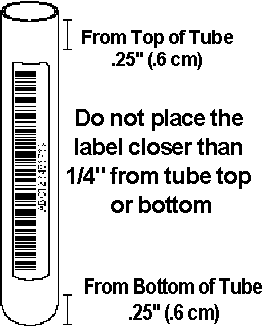 From Top of Tube
.25" (.6 cm)
Do not place the
label closer than
1/4" from tube top
or bottom
From Bottom of Tube
.25" (.6 cm)